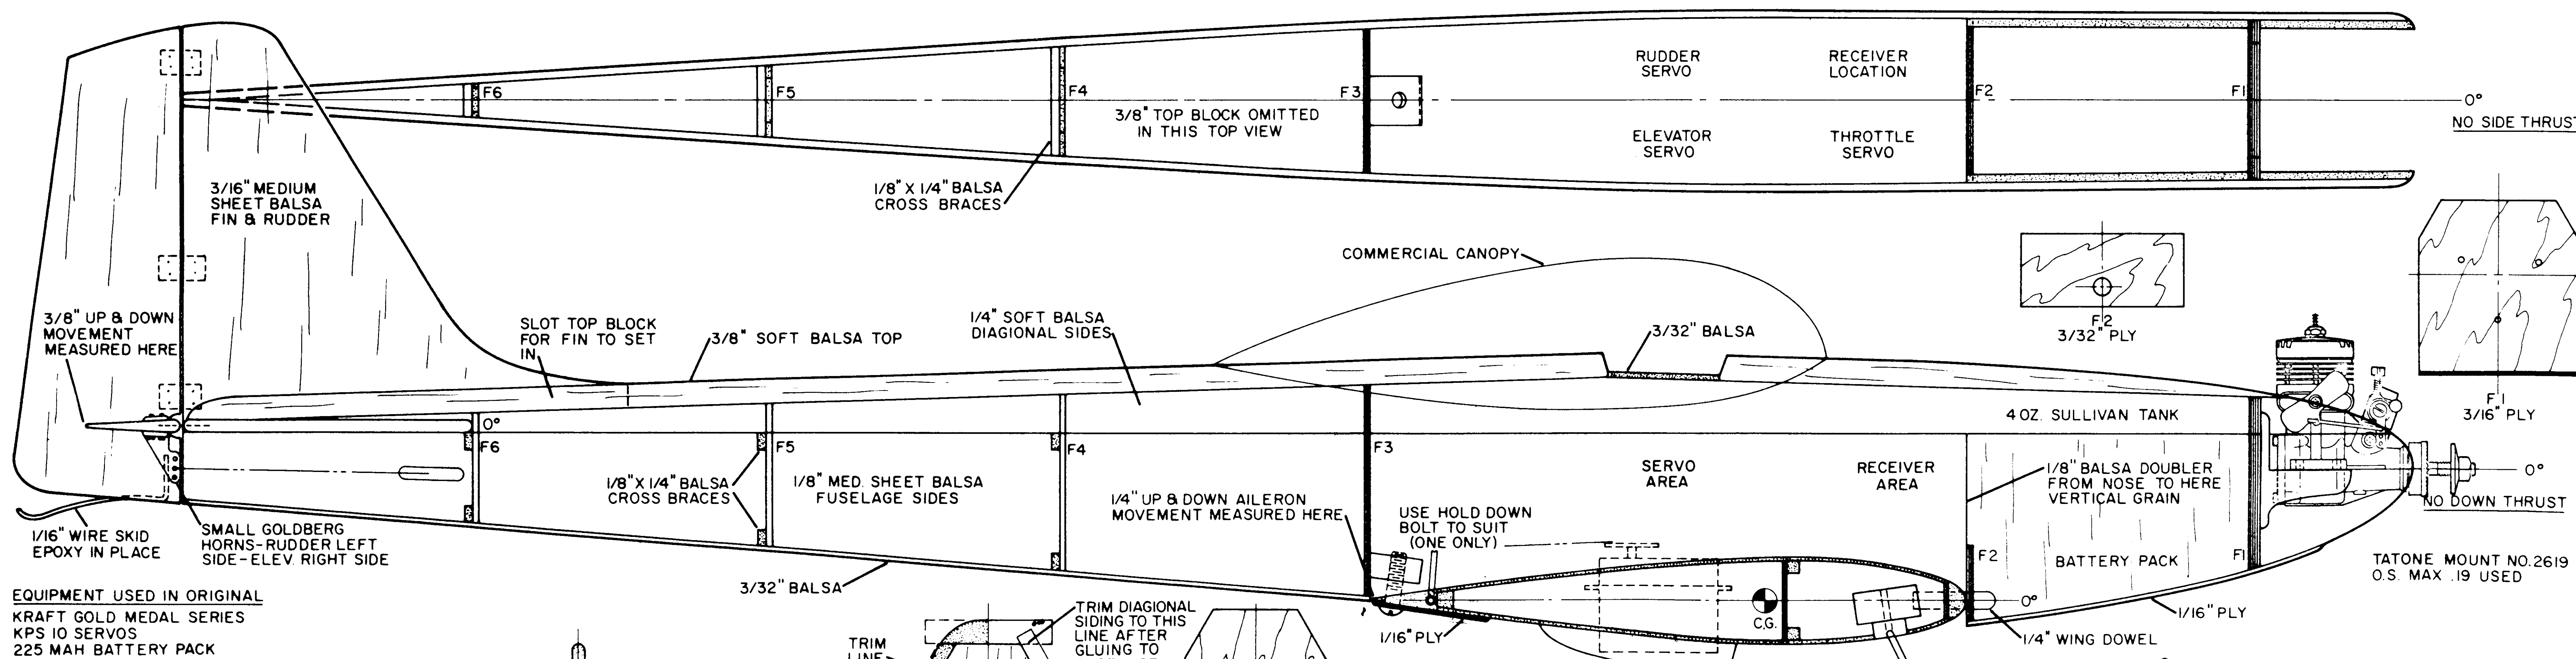 RUDDER
SERVO
RECEIVER
LOCATION
F6
F5
F4
F3
F2
F1
0°
NO SIDE THRUST
3/8" TOP BLOCK OMITTED
IN THIS TOP VIEW
ELEVATOR
SERVO
THROTTLE
SERVO
1/8" X 1/4" BALSA
CROSS BRACES
3/16" MEDIUM
SHEET BALSA
FIN & RUDDER
COMMERCIAL CANOPY
F2
3/32" PLY
F1
3/16" PLY
3/8" UP & DOWN
MOVEMENT
MEASURED HERE
SLOT TOP BLOCK
FOR FIN TO SET
IN
3/8" SOFT BALSA TOP
1/4" SOFT BALSA
DIAGIONAL SIDES
3/32" BALSA
4 OZ. SULLIVAN TANK
0°
F6
F5
F4
F3
1/8" X 1/4" BALSA
CROSS BRACES
1/8" MED. SHEET BALSA
FUSELAGE SIDES
SERVO
AREA
RECEIVER
AREA
1/8" BALSA DOUBLER
FROM NOSE TO HERE
VERTICAL GRAIN
0°
NO DOWN THRUST
1/4" UP & DOWN AILERON
MOVEMENT MEASURED HERE
USE HOLD DOWN
BOLT TO SUIT
(ONE ONLY)
1/16" WIRE SKID
EPOXY IN PLACE
SMALL GOLDBERG
HORNS-RUDDER LEFT
SIDE-ELEV. RIGHT SIDE
3/32" BALSA
F2
BATTERY PACK
F1
TATONE MOUNT NO.2619
O.S. MAX .19 USED
C.G.
0°
1/16" PLY
1/16" PLY
1/4" WING DOWEL
EQUIPMENT USED IN ORIGINAL
KRAFT GOLD MEDAL SERIES
KPS 10 SERVOS
225 MAH BATTERY PACK
TRIM
LINE
TRIM DIAGIONAL
SIDING TO THIS
LINE AFTER
GLUING TO